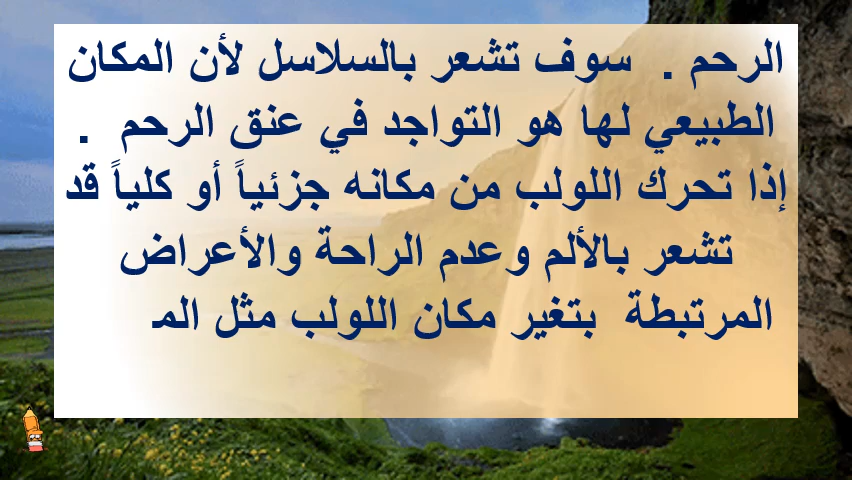 الرحم . سوف تشعر بالسلاسل لأن المكان
الطبيعي لها هو التواجد في عنق الرحم .
إذا تحرك اللولب من مكانه جزئياً أو كلياً قد
تشعر بالألم وعدم الراحة والأعراض
المرتبطة بتغير مكان اللولب مثل المـ